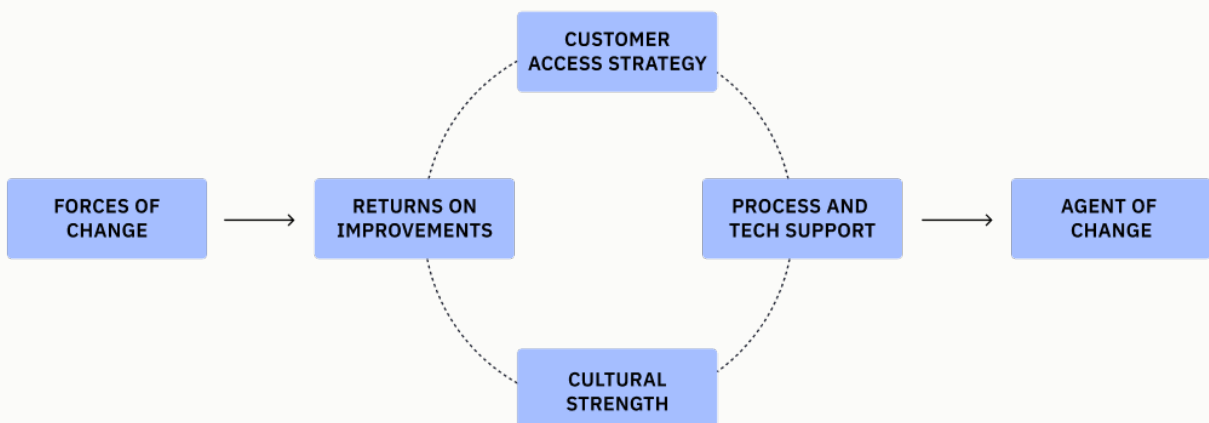 CUSTOMER
ACCESS STRATEGY
FORCES OF
CHANGE
RETURNS ON
IMPROVEMENTS
PROCESS AND
TECH SUPPORT
AGENT OF
CHANGE
CULTURAL
STRENGTH